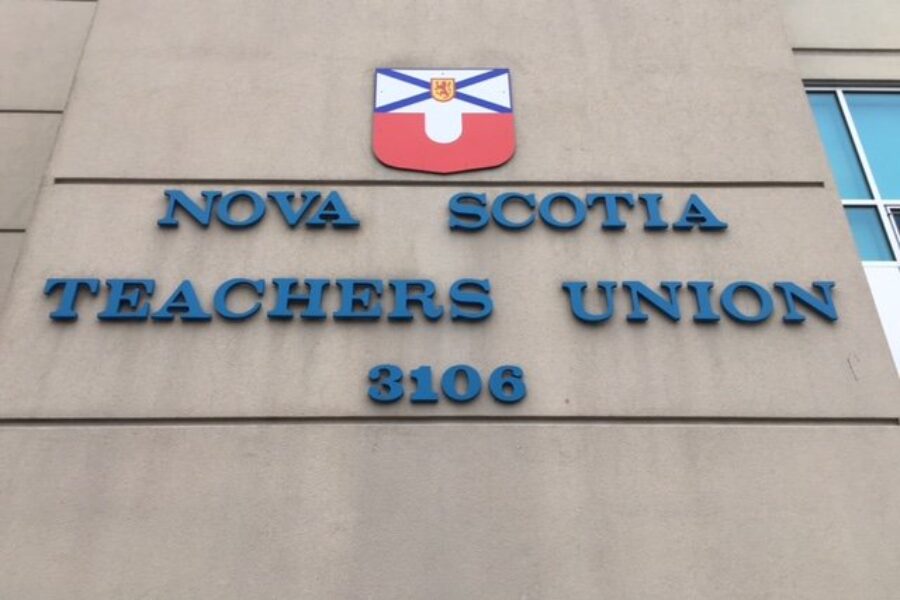 NOVA SCOTIA
TEACHERS UNION
3106